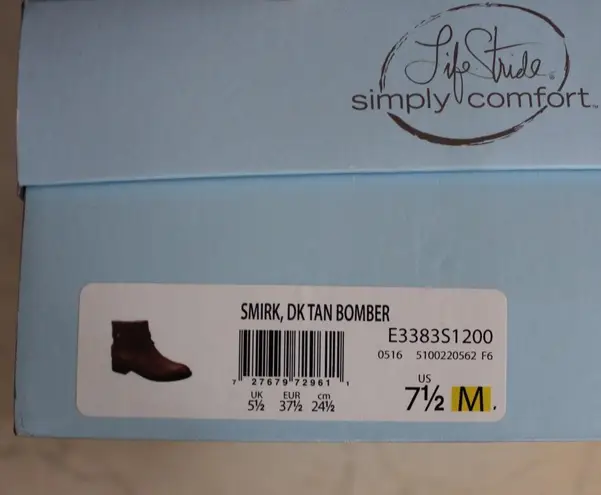 LifeStride®
simply comfort™
SMIRK, DK TAN BOMBER
E3383S1200
0516 5100220562 F6
7 27679 72961 1
UK EUR cm
5½ 37½ 24½
US
7½ M